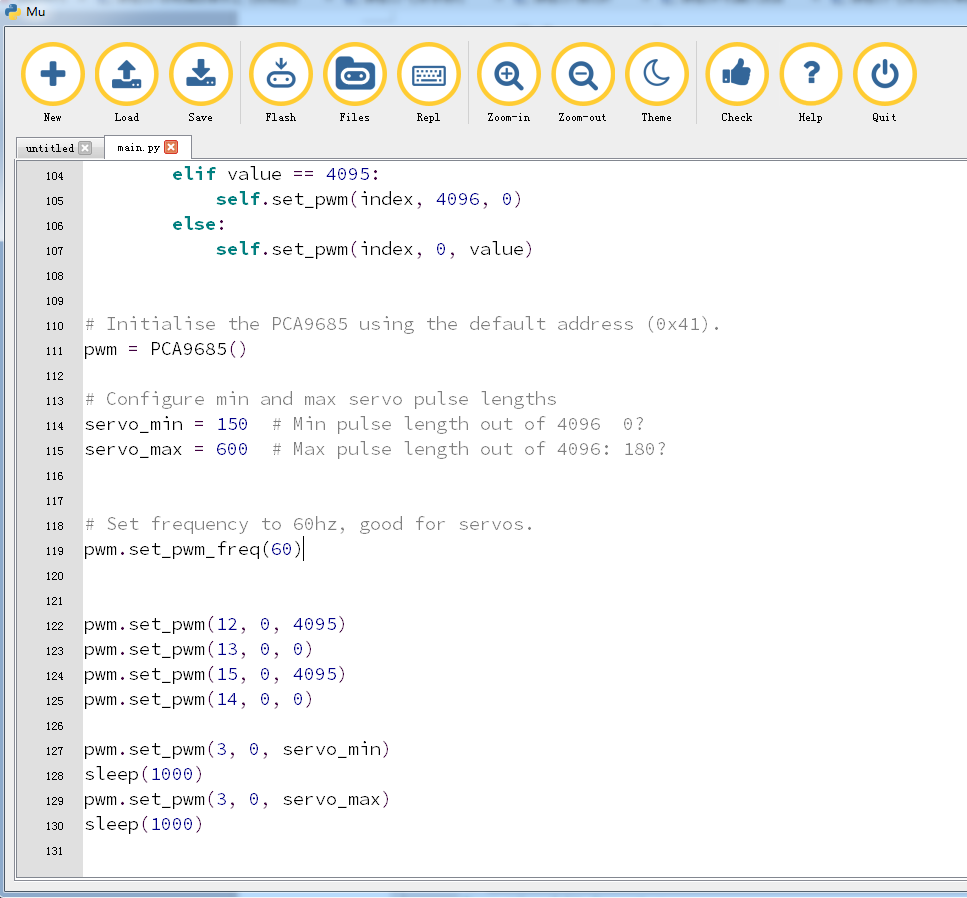 Mu
New Load Save Flash Files Repl Zoom-in Zoom-out Theme Check Help Quit
untitled main.py
104 elif value == 4095:
105 self.set_pwm(index, 4096, 0)
106 else:
107 self.set_pwm(index, 0, value)
108
109
110 # Initialise the PCA9685 using the default address (0x41).
111 pwm = PCA9685()
112
113 # Configure min and max servo pulse lengths
114 servo_min = 150  # Min pulse length out of 4096  0?
115 servo_max = 600  # Max pulse length out of 4096: 180?
116
117
118 # Set frequency to 60hz, good for servos.
119 pwm.set_pwm_freq(60)
120
121
122 pwm.set_pwm(12, 0, 4095)
123 pwm.set_pwm(13, 0, 0)
124 pwm.set_pwm(15, 0, 4095)
125 pwm.set_pwm(14, 0, 0)
126
127 pwm.set_pwm(3, 0, servo_min)
128 sleep(1000)
129 pwm.set_pwm(3, 0, servo_max)
130 sleep(1000)
131